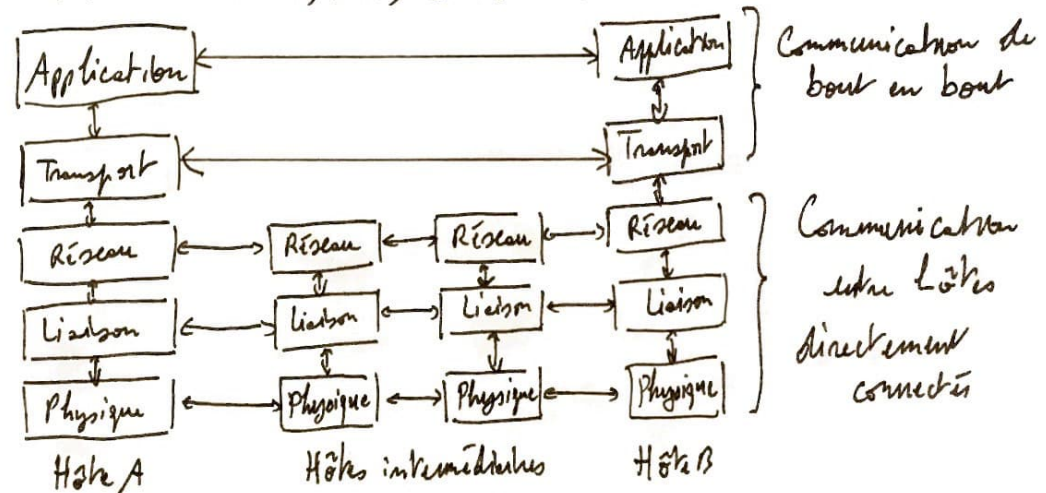 Application Application Communication de
bout en bout
Transport Transport
Réseau Réseau Réseau Réseau Communication
entre hôtes
Liaison Liaison Liaison Liaison
directement
connectés
Physique Physique Physique Physique
Hôte A Hôtes intermédiaires Hôte B